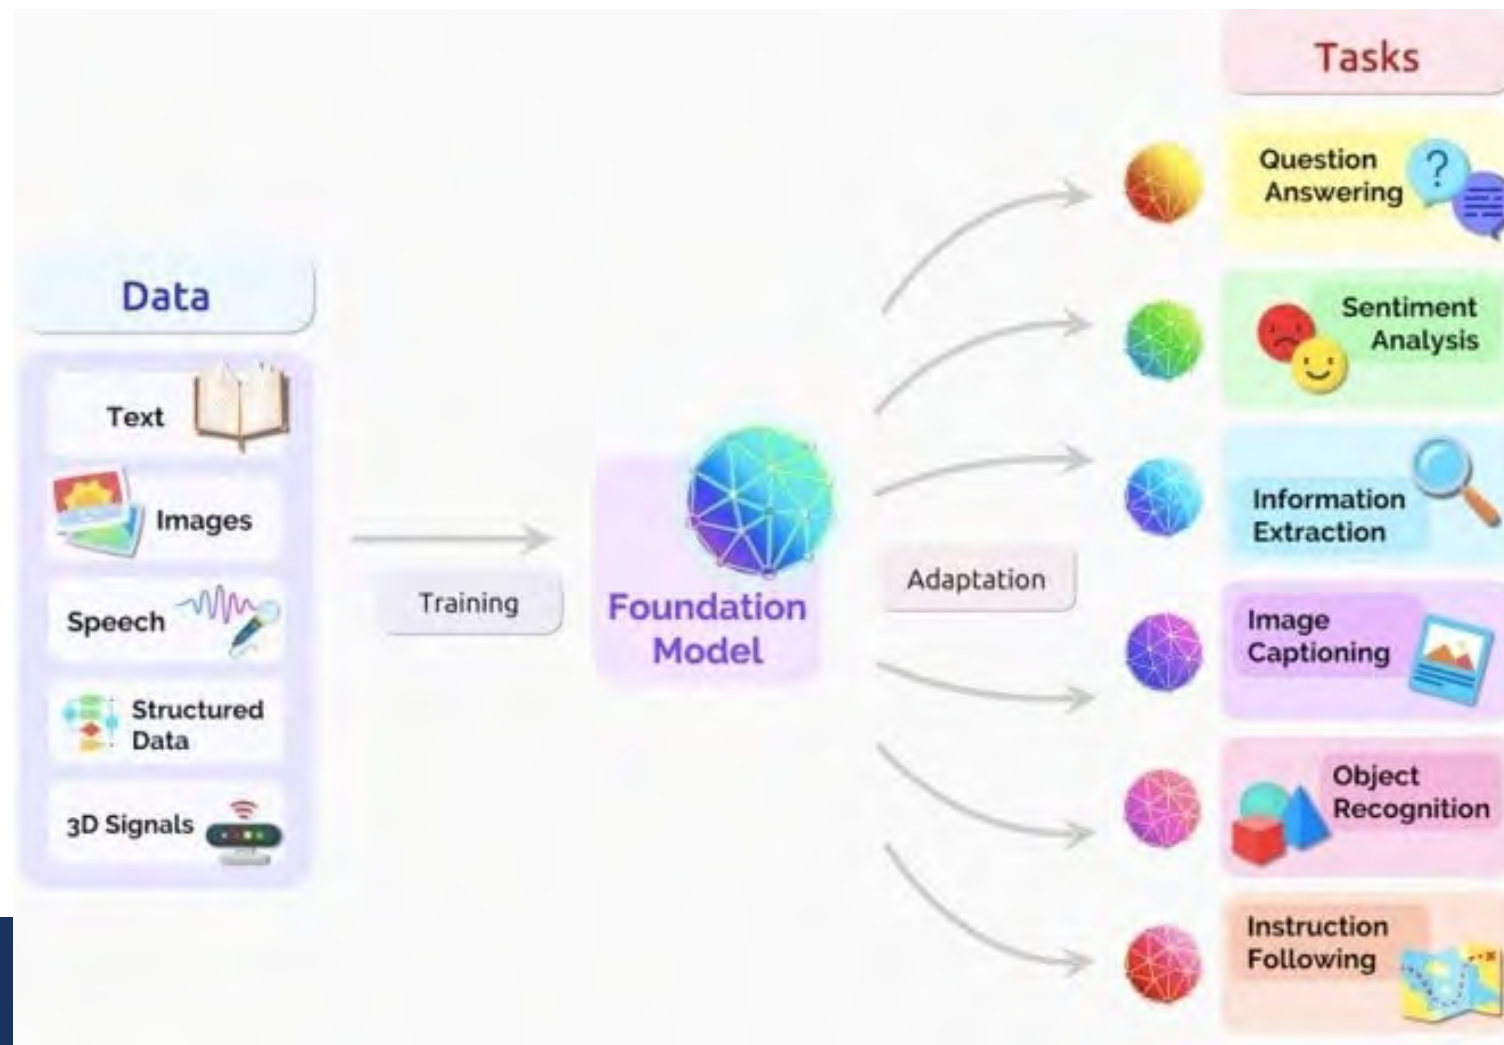 Data
Text
Images
Speech
Structured
Data
3D Signals
Training
Foundation
Model
Adaptation
Tasks
Question
Answering
?
Sentiment
Analysis
Information
Extraction
Image
Captioning
Object
Recognition
Instruction
Following